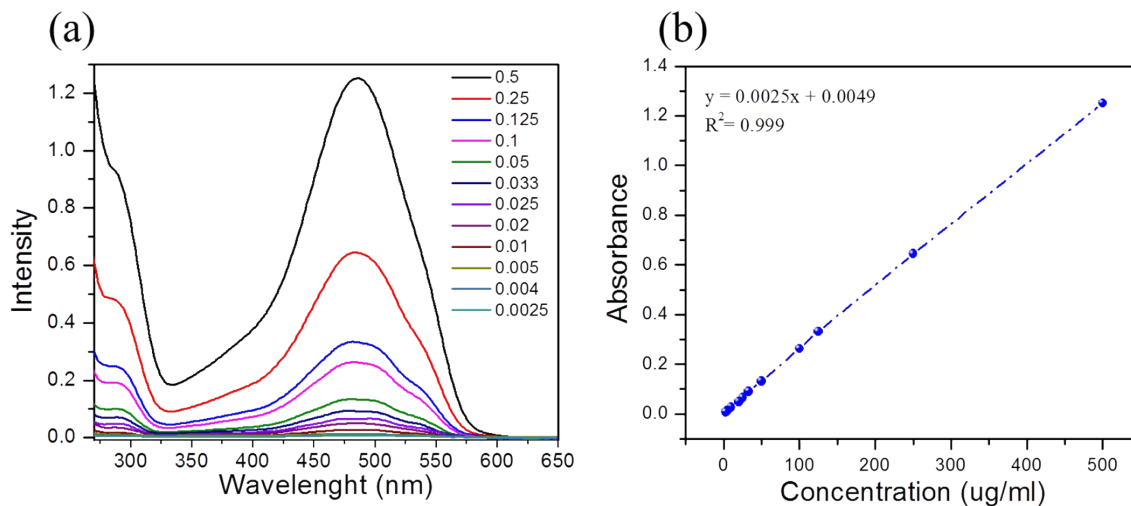 (a)
Intensity
1.2
1.0
0.8
0.6
0.4
0.2
0.0
300 350 400 450 500 550 600 650
Wavelenght (nm)
0.5
0.25
0.125
0.1
0.05
0.033
0.025
0.02
0.01
0.005
0.004
0.0025
(b)
Absorbance
1.4
1.2
1.0
0.8
0.6
0.4
0.2
0.0
y = 0.0025x + 0.0049
R²= 0.999
0 100 200 300 400 500
Concentration (ug/ml)